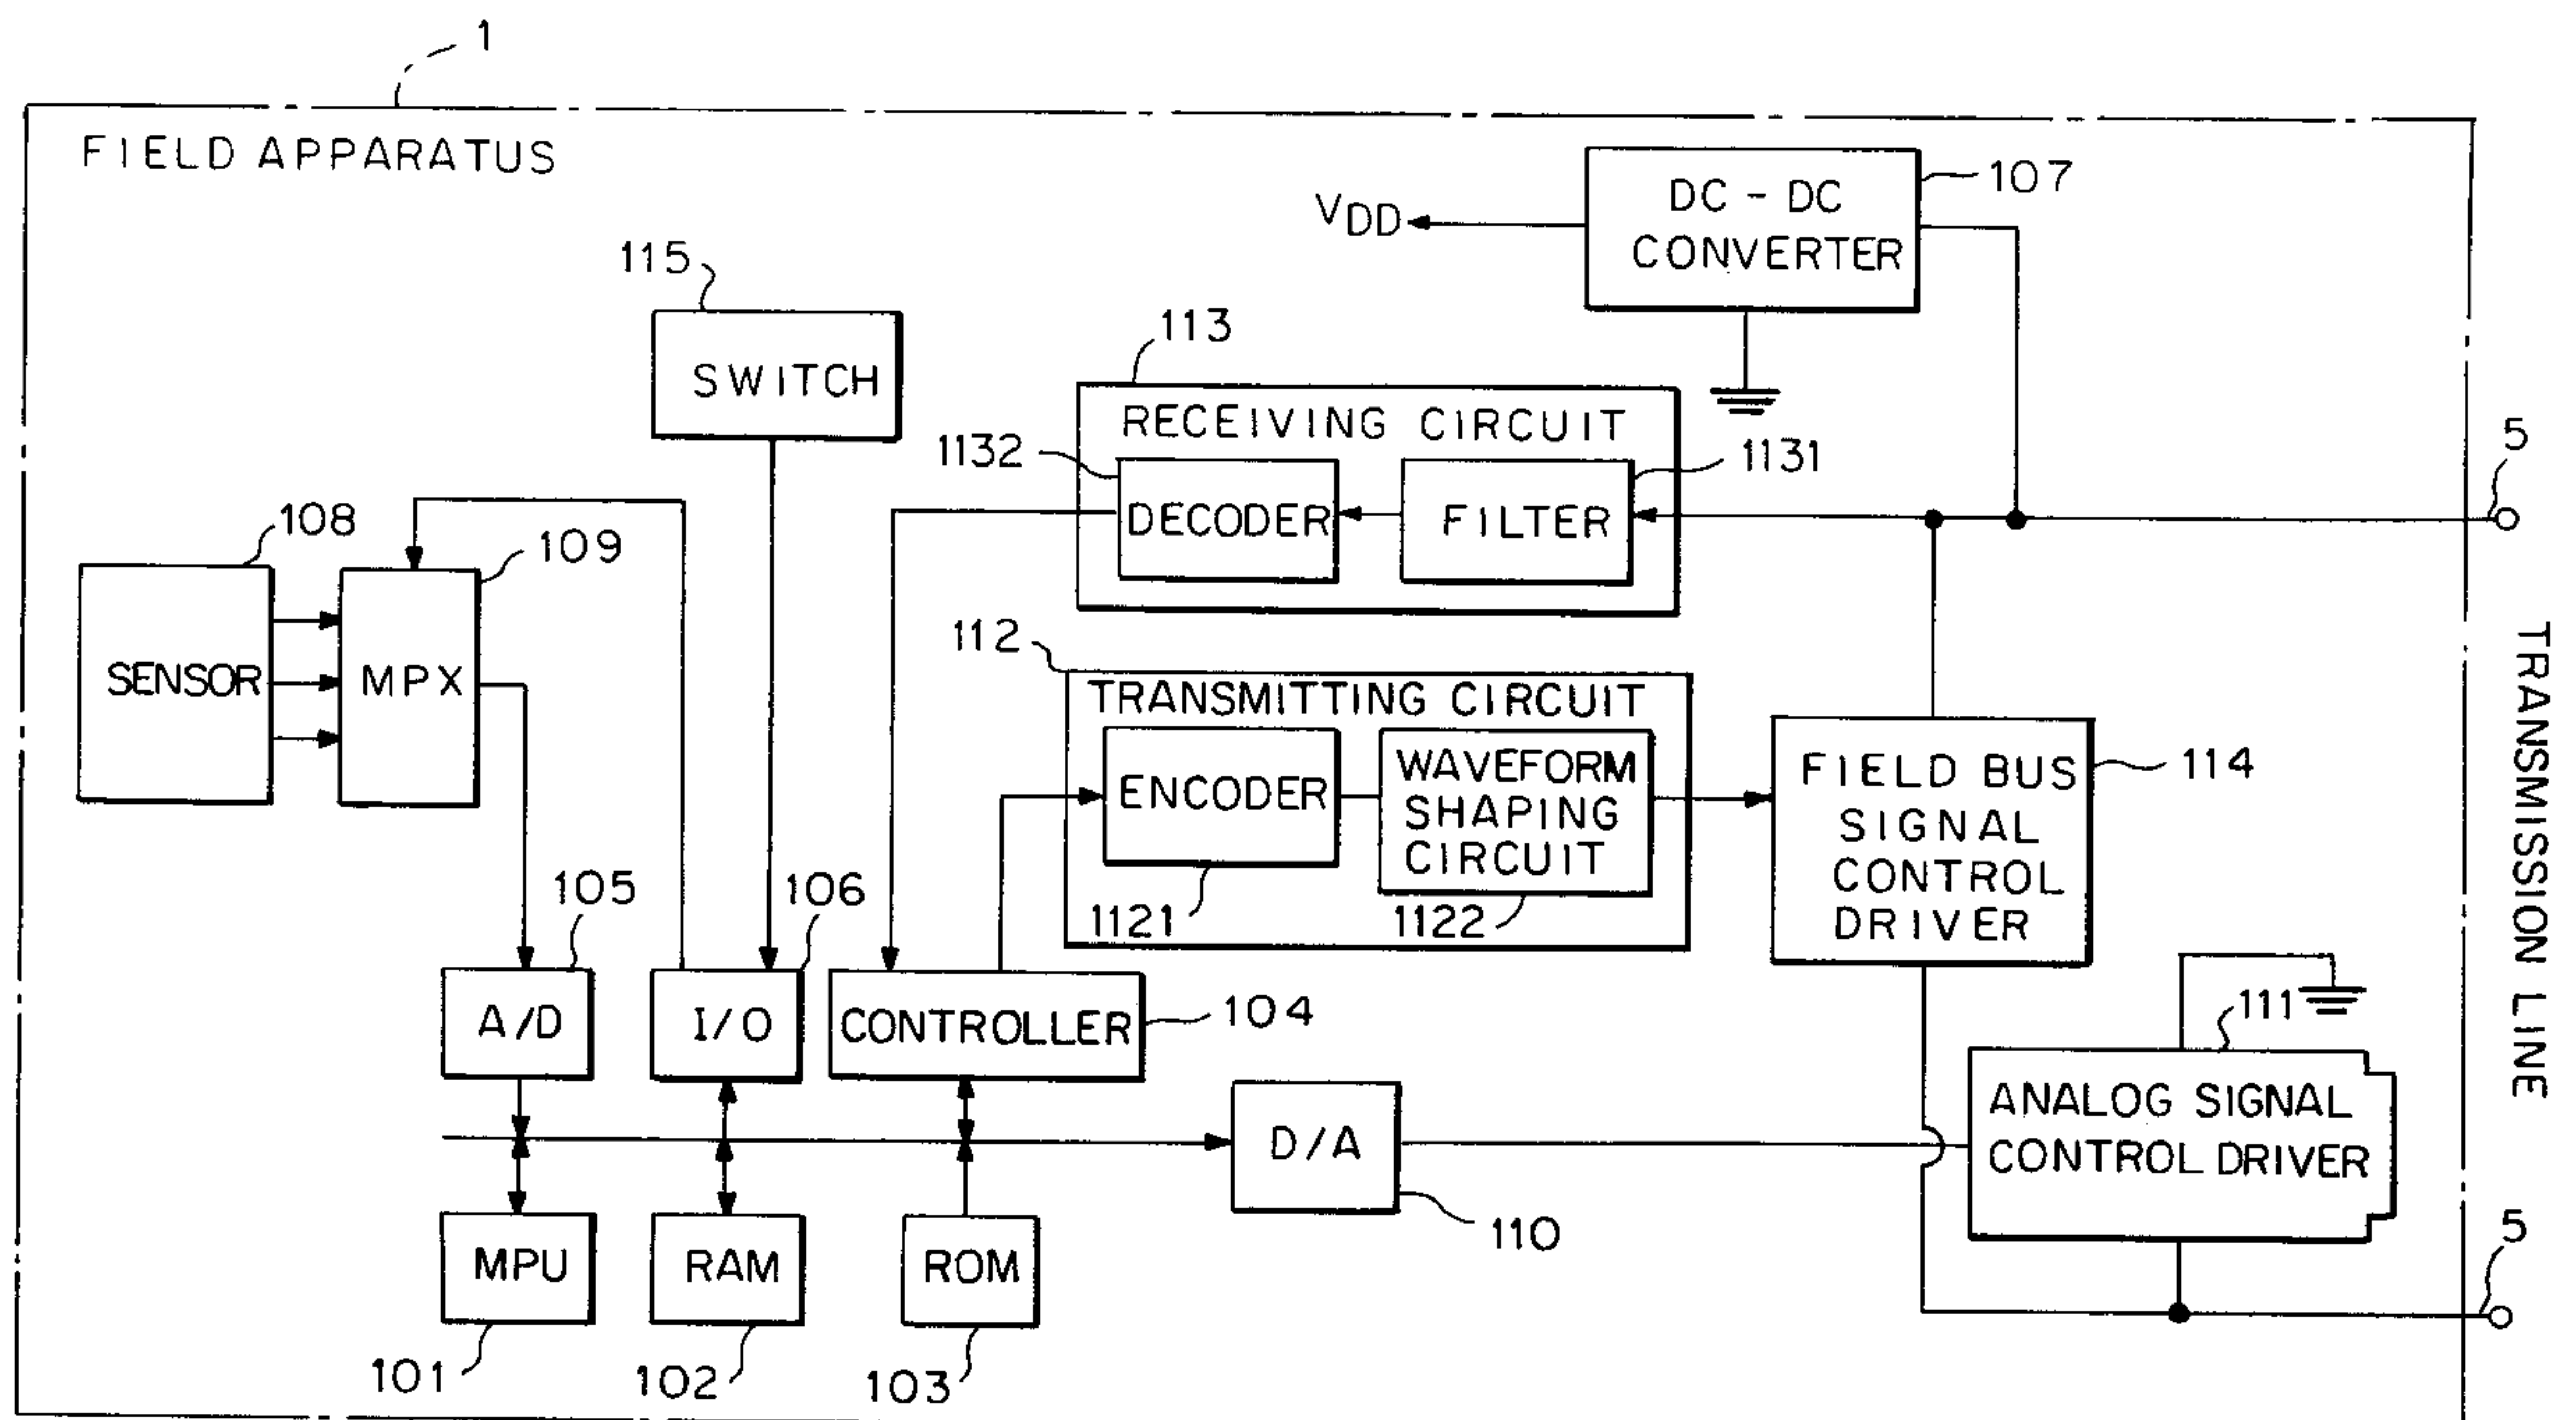 1
FIELD APPARATUS
DC - DC
CONVERTER
107
VDD
115
SWITCH
113
RECEIVING CIRCUIT
1132
DECODER
FILTER
1131
5
108
109
SENSOR
MPX
112
TRANSMITTING CIRCUIT
ENCODER
WAVEFORM
SHAPING
CIRCUIT
1121
1122
FIELD BUS
SIGNAL
CONTROL
DRIVER
114
TRANSMISSION LINE
105
106
A/D
I/O
CONTROLLER
104
111
ANALOG SIGNAL
CONTROL DRIVER
D/A
110
MPU
RAM
ROM
101
102
103
5